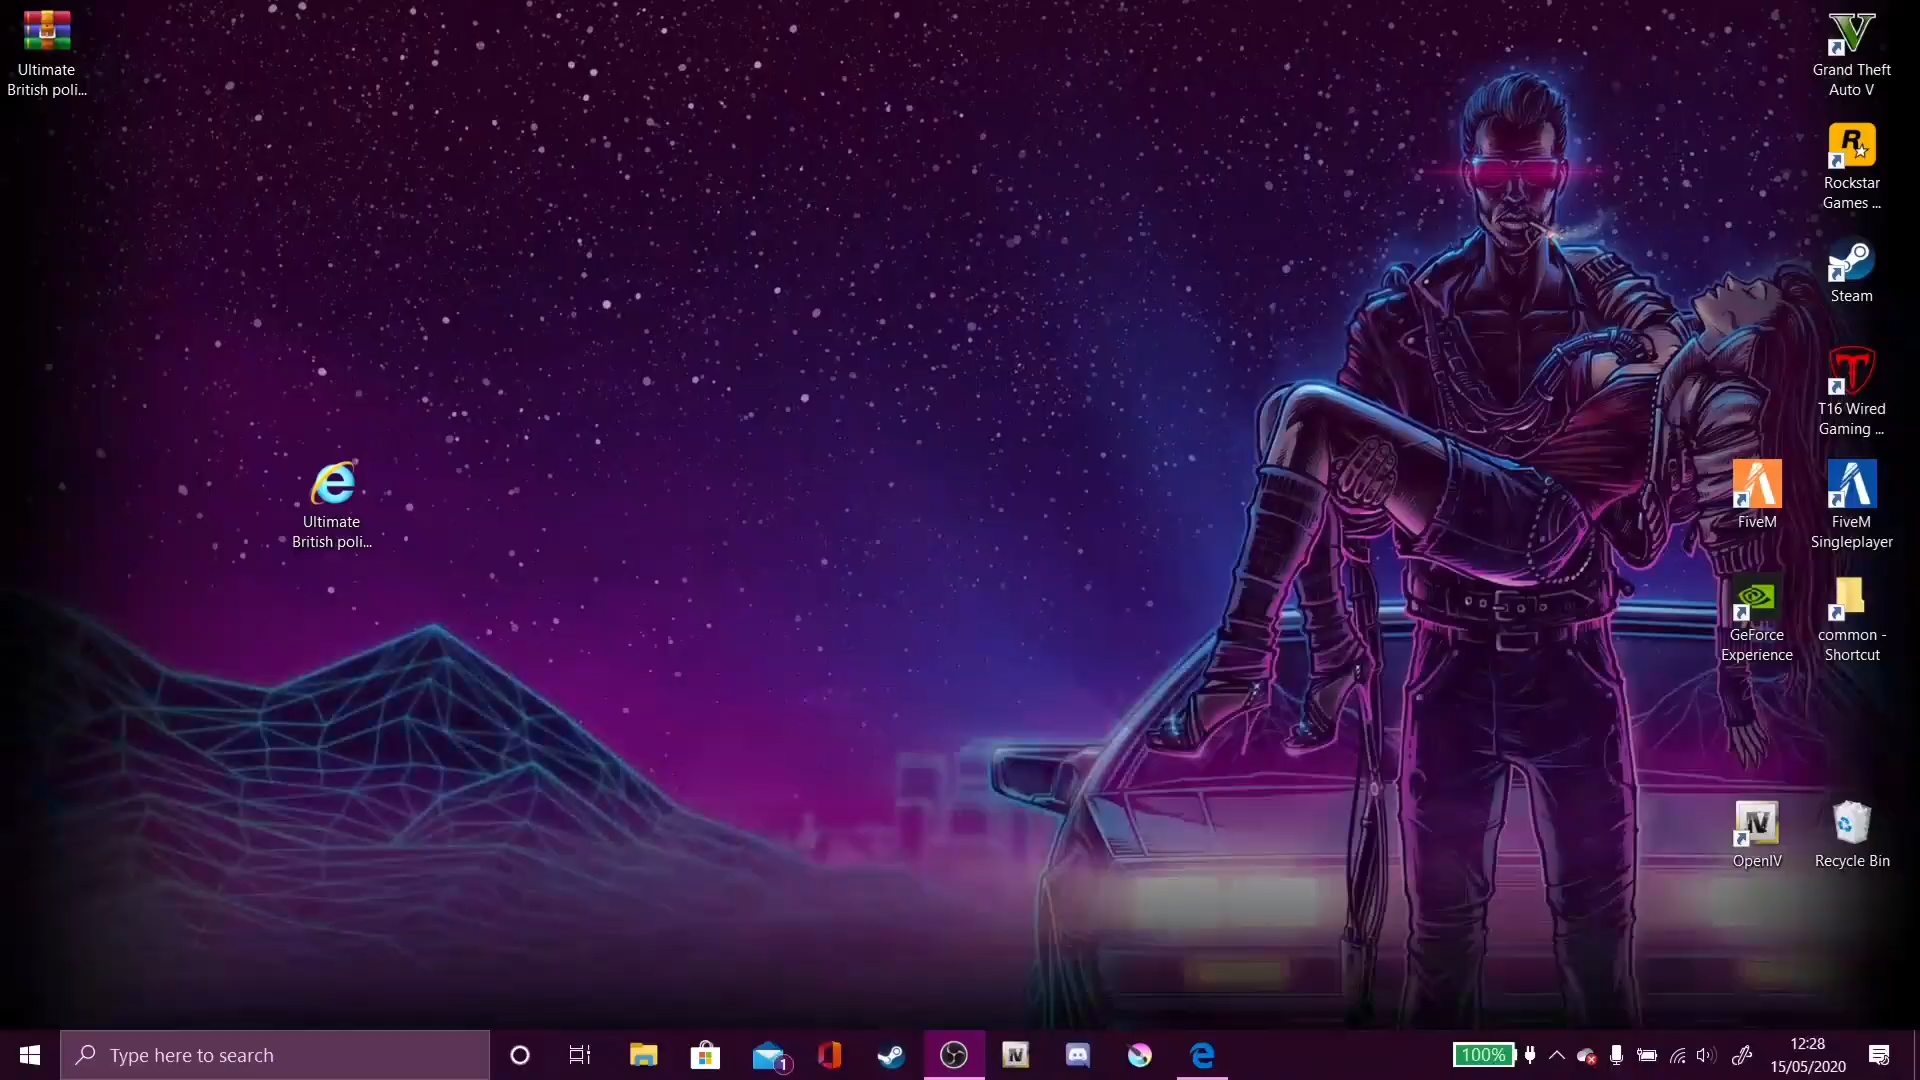 Ultimate
British poli...
Grand Theft
Auto V
Rockstar
Games ...
Steam
T16 Wired
Gaming ...
Ultimate
British poli...
FiveM
FiveM
Singleplayer
GeForce
Experience
common -
Shortcut
OpenIV
Recycle Bin
Type here to search
1
100%
12:28
15/05/2020